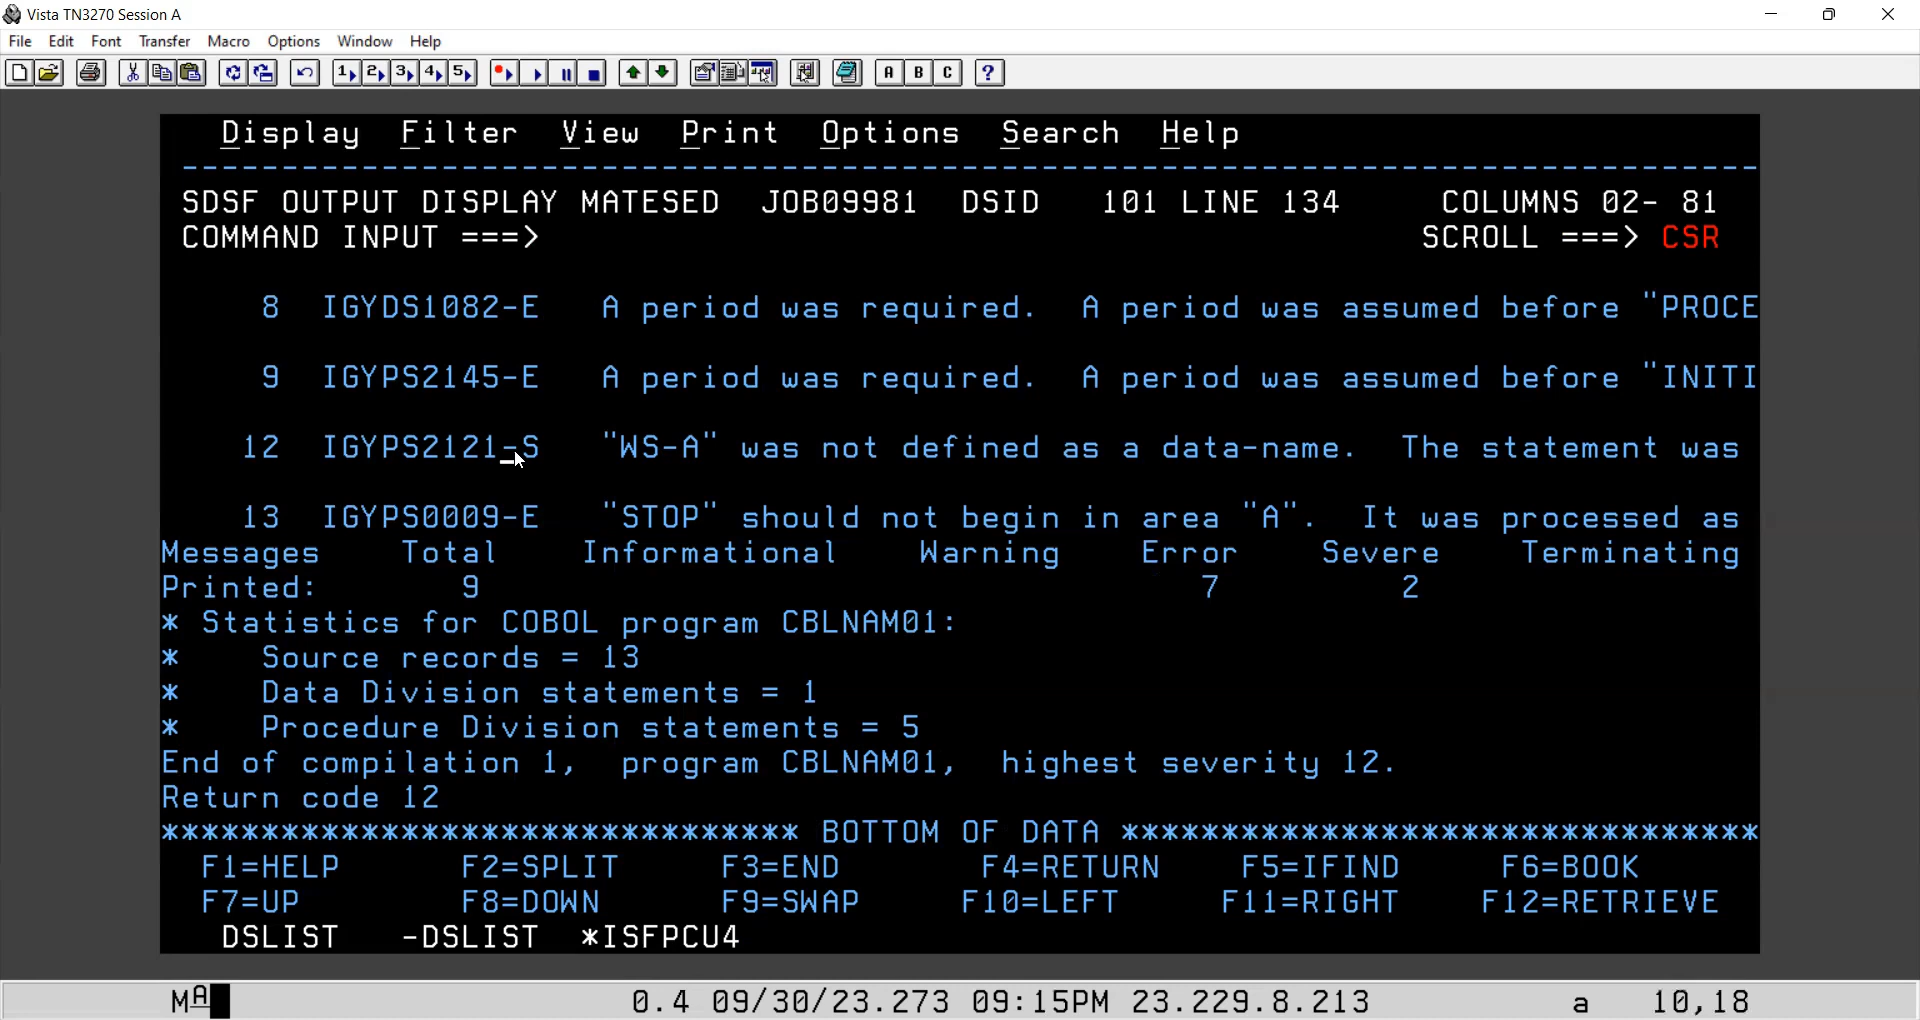 Vista TN3270 Session A
File Edit Font Transfer Macro Options Window Help
1 2 3 4 5 A B C ?
Display Filter View Print Options Search Help
--------------------------------------------------------------------------------
SDSF OUTPUT DISPLAY MATESED JOB09981 DSID 101 LINE 134 COLUMNS 02- 81
COMMAND INPUT ===> SCROLL ===> CSR
8 IGYDS1082-E A period was required. A period was assumed before "PROCE
9 IGYPS2145-E A period was required. A period was assumed before "INITI
12 IGYPS2121-S "WS-A" was not defined as a data-name. The statement was
13 IGYPS0009-E "STOP" should not begin in area "A". It was processed as
Messages Total Informational Warning Error Severe Terminating
Printed: 9 7 2
* Statistics for COBOL program CBLNAM01:
* Source records = 13
* Data Division statements = 1
* Procedure Division statements = 5
End of compilation 1, program CBLNAM01, highest severity 12.
Return code 12
******************************** BOTTOM OF DATA ********************************
F1=HELP F2=SPLIT F3=END F4=RETURN F5=IFIND F6=BOOK
F7=UP F8=DOWN F9=SWAP F10=LEFT F11=RIGHT F12=RETRIEVE
DSLIST -DSLIST *ISFPCU4
MA 0.4 09/30/23.273 09:15PM 23.229.8.213 a 10,18